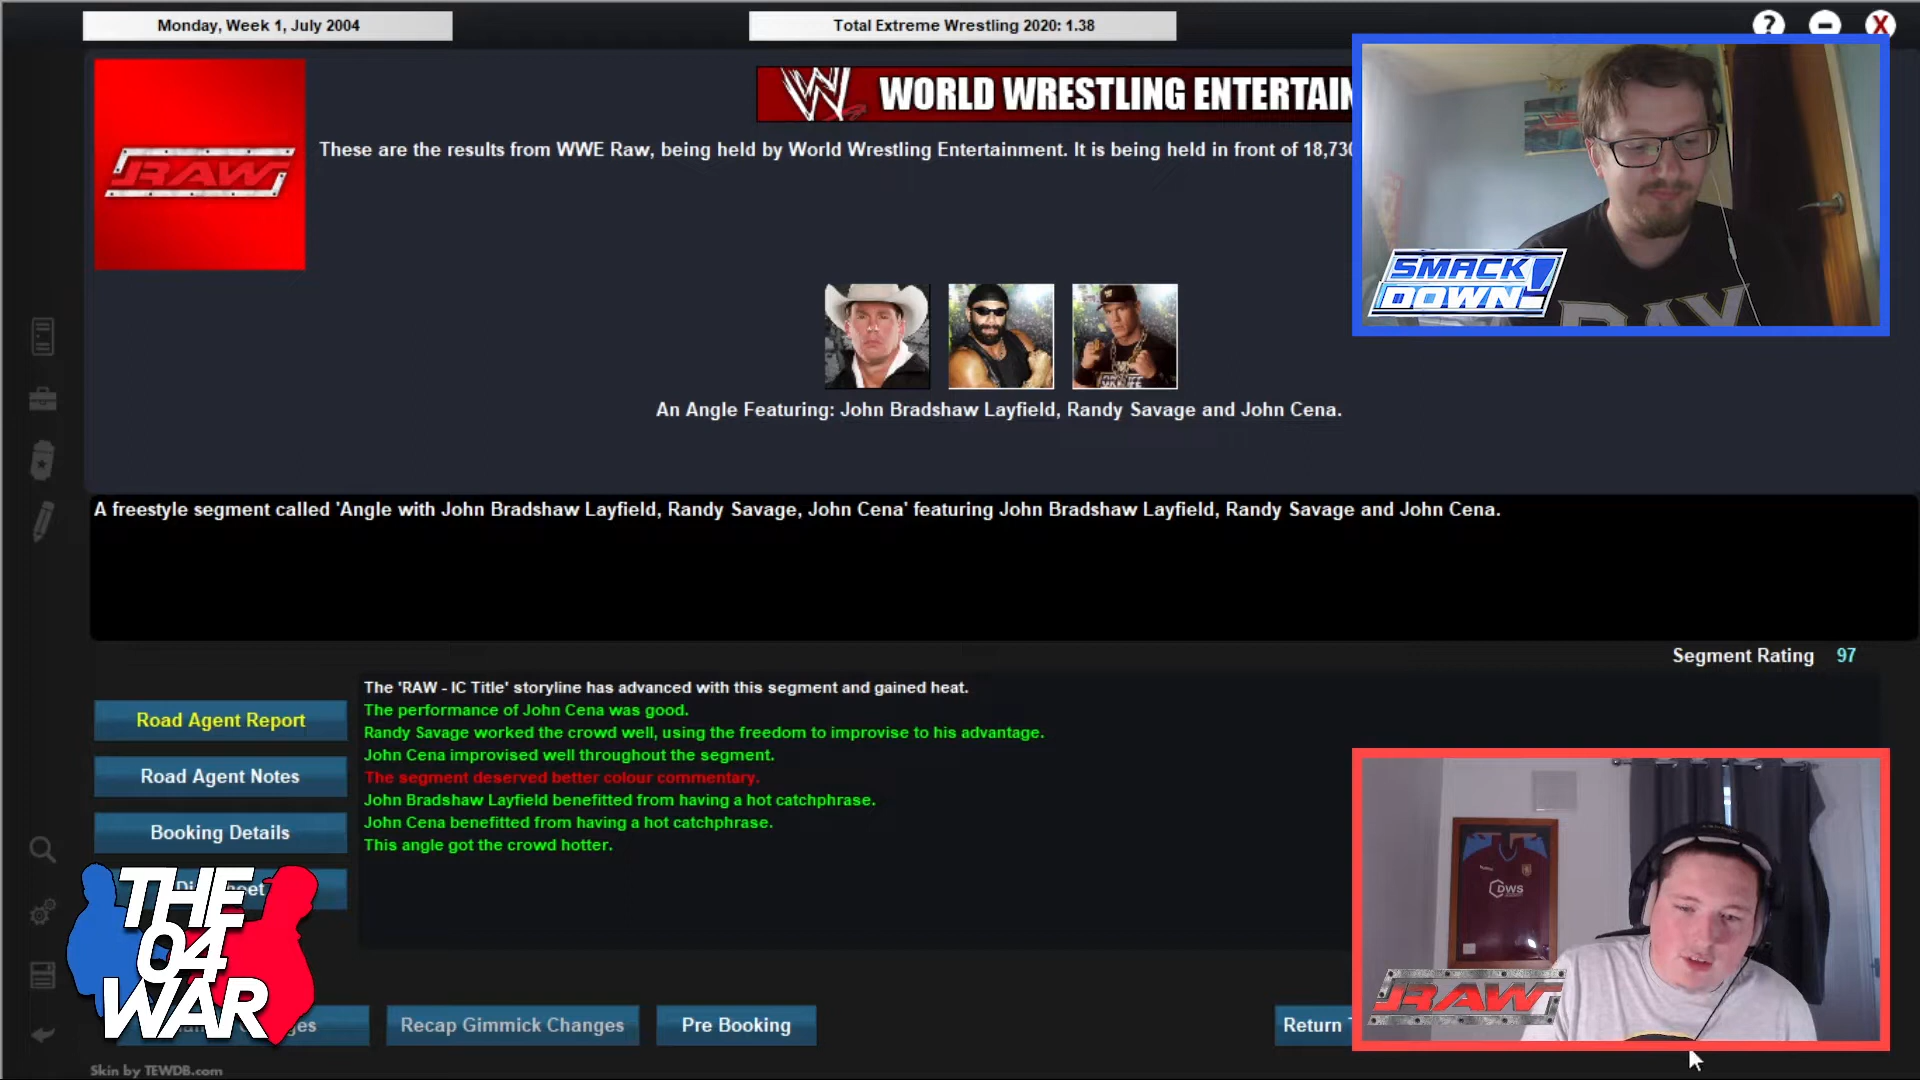 Monday, Week 1, July 2004
Total Extreme Wrestling 2020: 1.38
?
X
RAW
W WORLD WRESTLING ENTERTAIN
These are the results from WWE Raw, being held by World Wrestling Entertainment. It is being held in front of 18,730
SMACK
DOWN!
An Angle Featuring: John Bradshaw Layfield, Randy Savage and John Cena.
A freestyle segment called 'Angle with John Bradshaw Layfield, Randy Savage, John Cena' featuring John Bradshaw Layfield, Randy Savage and John Cena.
Segment Rating 97
Road Agent Report
Road Agent Notes
Booking Details
The 'RAW - IC Title' storyline has advanced with this segment and gained heat.
The performance of John Cena was good.
Randy Savage worked the crowd well, using the freedom to improvise to his advantage.
John Cena improvised well throughout the segment.
The segment deserved better colour commentary.
John Bradshaw Layfield benefitted from having a hot catchphrase.
John Cena benefitted from having a hot catchphrase.
This angle got the crowd hotter.
DWS
RAW
THE
04
WAR
Recap Gimmick Changes
Pre Booking
Return
Skin by TEWDB.com